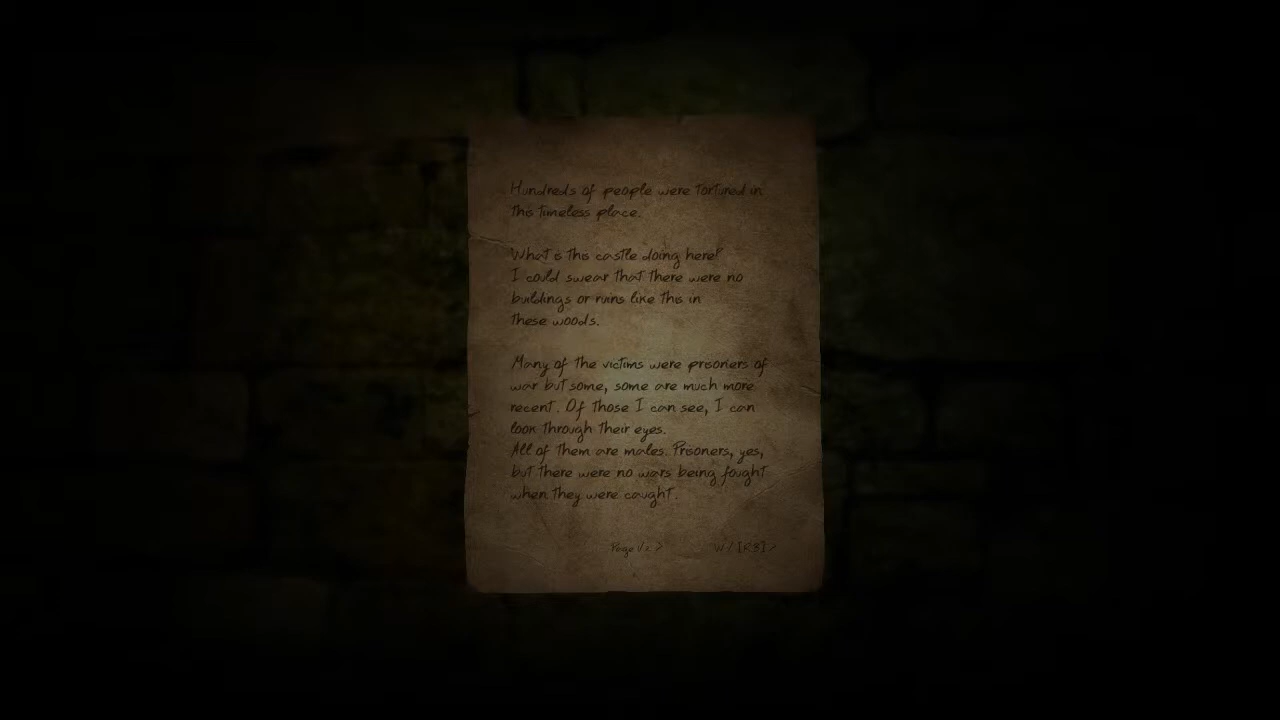 Hundreds of people were tortured in
this timeless place.
What is this castle doing here?
I could swear that there were no
buildings or ruins like this in
these woods.
Many of the victims were prisoners of
war but some, some are much more
recent. Of those I can see, I can
look through their eyes.
All of them are males. Prisoners, yes,
but there were no wars being fought
when they were caught.
Page